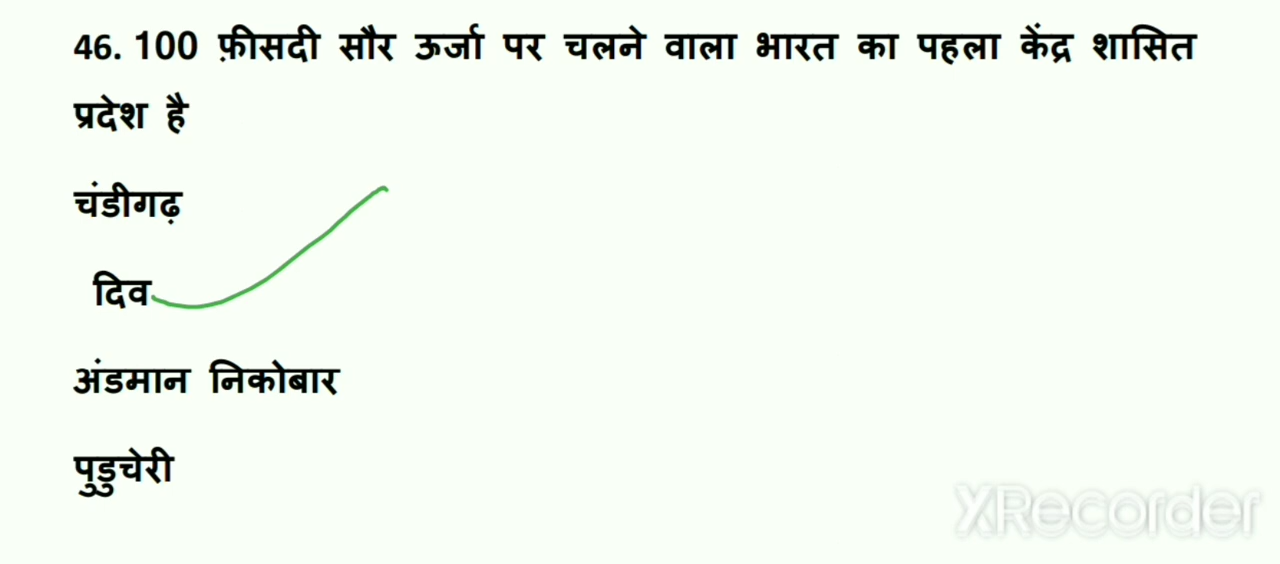 46. 100 फ़ीसदी सौर ऊर्जा पर चलने वाला भारत का पहला केंद्र शासित
प्रदेश है
चंडीगढ़
दिव
अंडमान निकोबार
पुडुचेरी
XRecorder